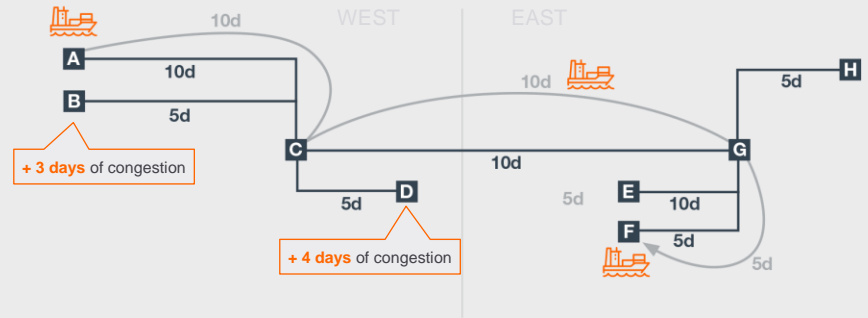 WEST
EAST
10d
A
10d
B
5d
+ 3 days of congestion
C
10d
10d
G
H
5d
5d
D
+ 4 days of congestion
5d
E
10d
F
5d
5d